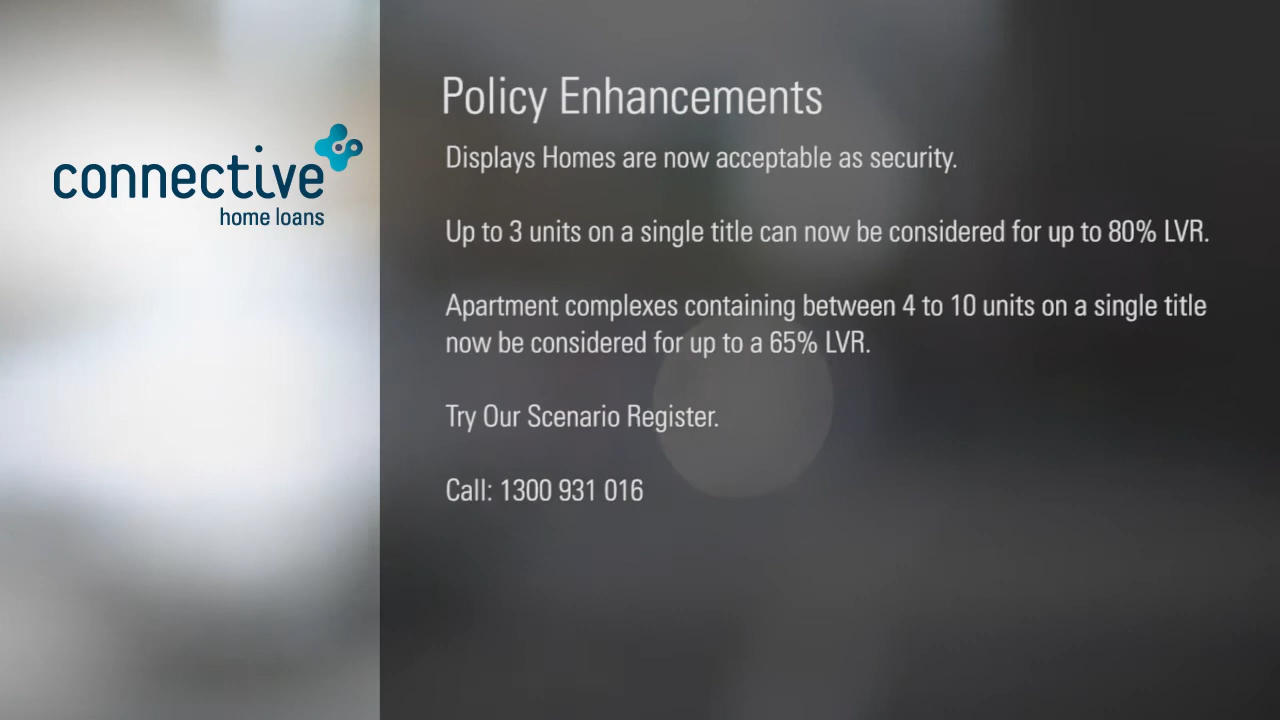 connective
home loans
Policy Enhancements
Displays Homes are now acceptable as security.
Up to 3 units on a single title can now be considered for up to 80% LVR.
Apartment complexes containing between 4 to 10 units on a single title
now be considered for up to a 65% LVR.
Try Our Scenario Register.
Call: 1300 931 016